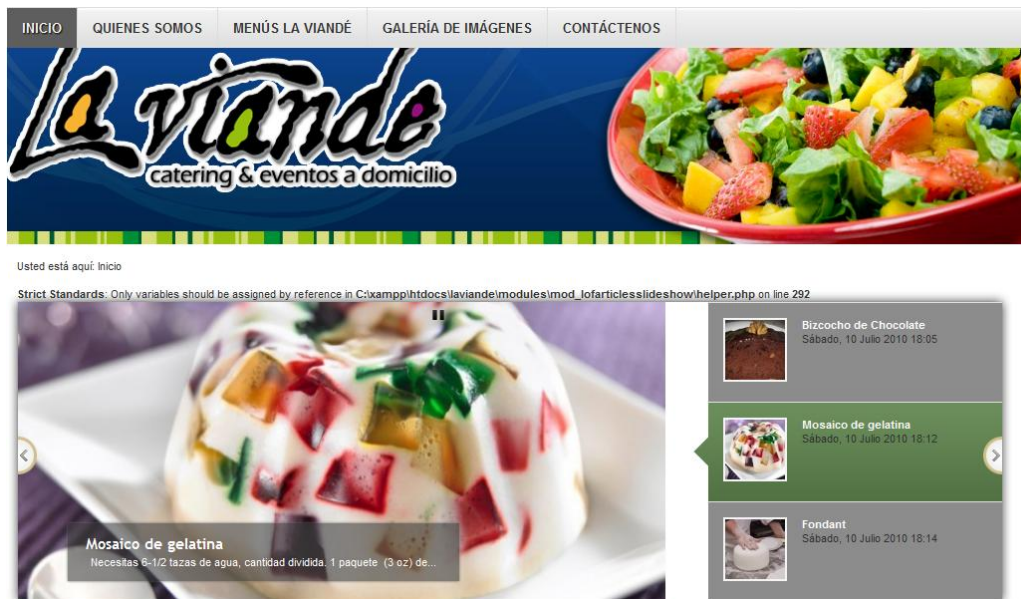 INICIO QUIENES SOMOS MENÚS LA VIANDÉ GALERÍA DE IMÁGENES CONTÁCTENOS
La Viandé
catering & eventos a domicilio
Usted está aquí: Inicio
Strict Standards: Only variables should be assigned by reference in C:\xampp\htdocs\laviande\modules\mod_lofarticlesslideshow\helper.php on line 292
Bizcocho de Chocolate
Sábado, 10 Julio 2010 18:05
Mosaico de gelatina
Sábado, 10 Julio 2010 18:12
Fondant
Sábado, 10 Julio 2010 18:14
Mosaico de gelatina
Necesitas 6-1/2 tazas de agua, cantidad dividida. 1 paquete (3 oz) de...